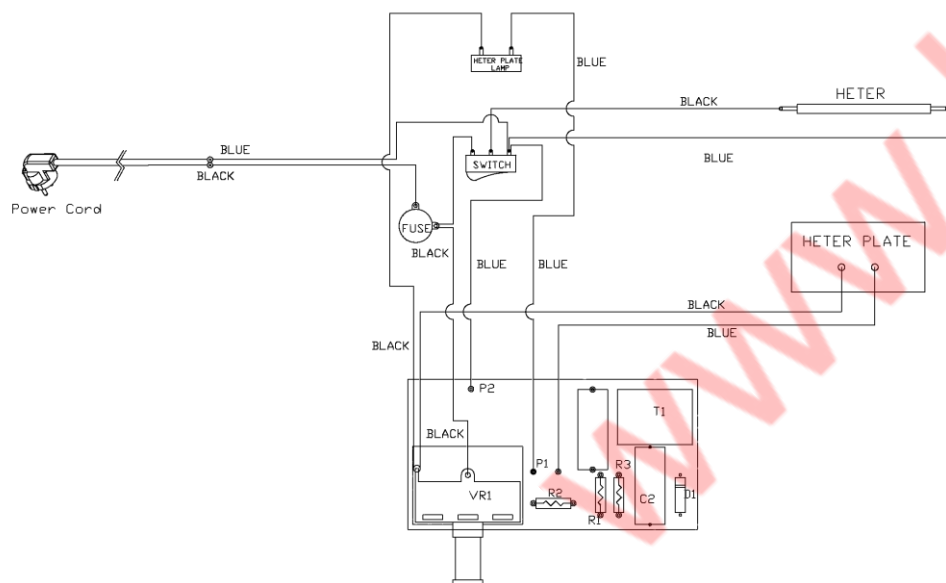 HETER PLATE
LAMP
BLUE
BLACK
HETER
BLUE
BLACK
SWITCH
BLUE
Power Cord
FUSE
BLACK
BLUE
BLUE
HETER PLATE
BLACK
BLUE
BLACK
P2
T1
BLACK
P1
R3
VR1
R2
C2
D1
R1
WWW